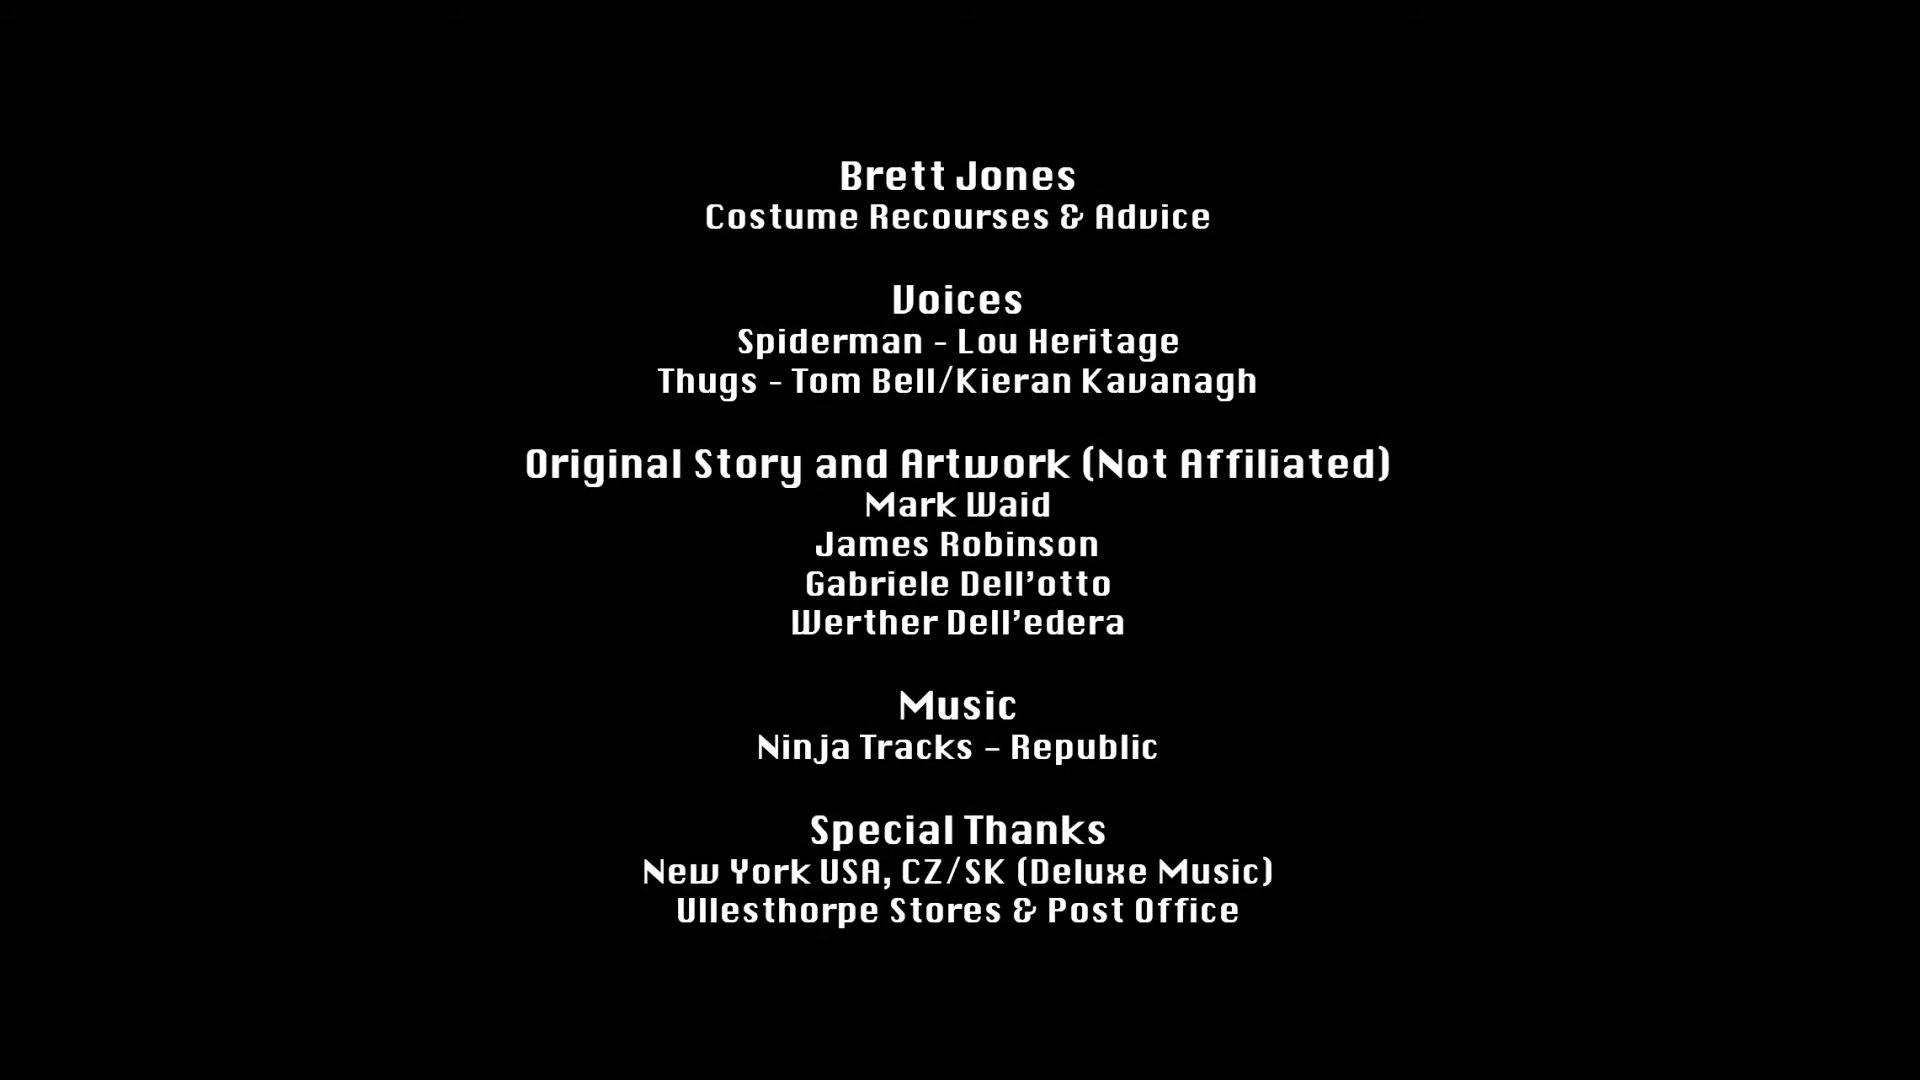 Brett Jones
Costume Recourses & Advice
Voices
Spiderman - Lou Heritage
Thugs - Tom Bell/Kieran Kavanagh
Original Story and Artwork (Not Affiliated)
Mark Waid
James Robinson
Gabriele Dell'otto
Werther Dell'edera
Music
Ninja Tracks – Republic
Special Thanks
New York USA, CZ/SK (Deluxe Music)
Ullesthorpe Stores & Post Office